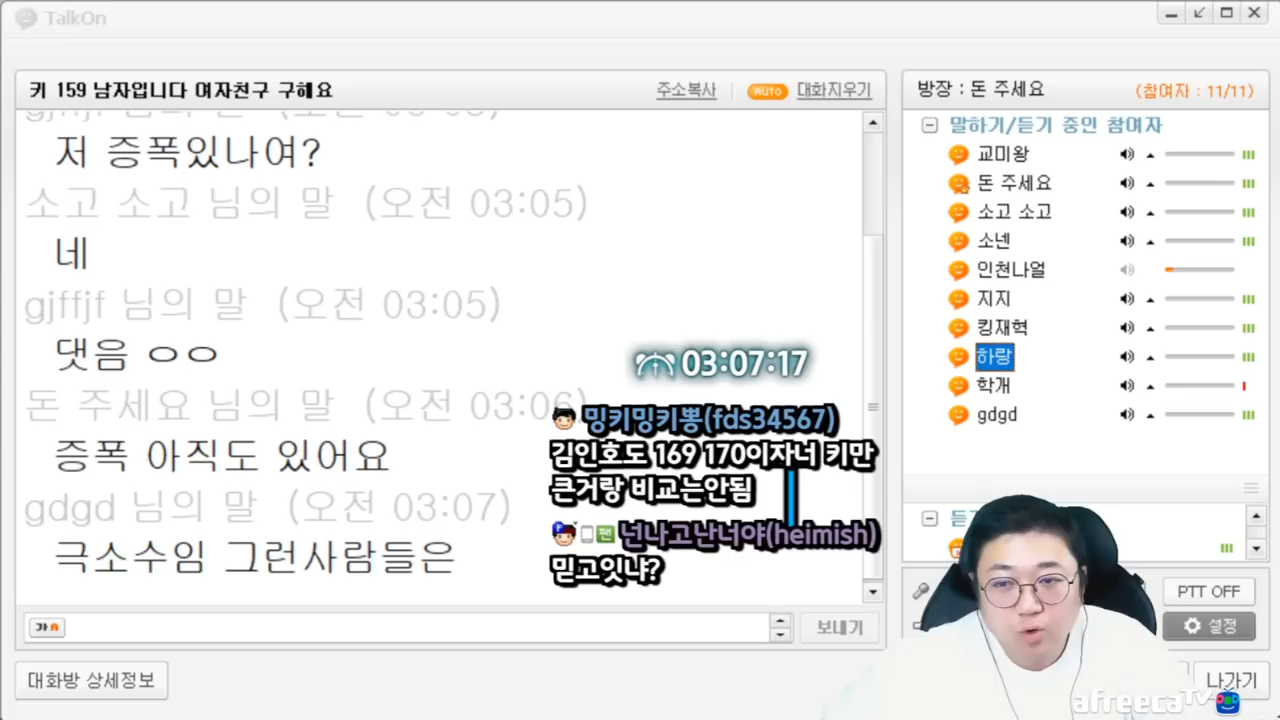 TalkOn
키 159 남자입니다 여자친구 구해요
주소복사
AUTO
대화지우기
저 증폭있나여?
소고 소고 님의 말 (오전 03:05)
네
gjffjf 님의 말 (오전 03:05)
댓음 ㅇㅇ
돈 주세요 님의 말 (오전 03:06)
증폭 아직도 있어요
gdgd 님의 말 (오전 03:07)
극소수임 그런사람들은
03:07:17
밍키밍키뽕(fds34567)
김인호도 169 170이자너 키만
큰거랑 비교는안됨
팬 넌나고난너야(heimish)
믿고잇냐?
가
보내기
대화방 상세정보
방장 : 돈 주세요
(참여자 : 11/11)
말하기/듣기 중인 참여자
교미왕
돈 주세요
소고 소고
소넨
인천나얼
지지
킹재혁
하랑
학개
gdgd
PTT OFF
설정
나가기
afreecaTV